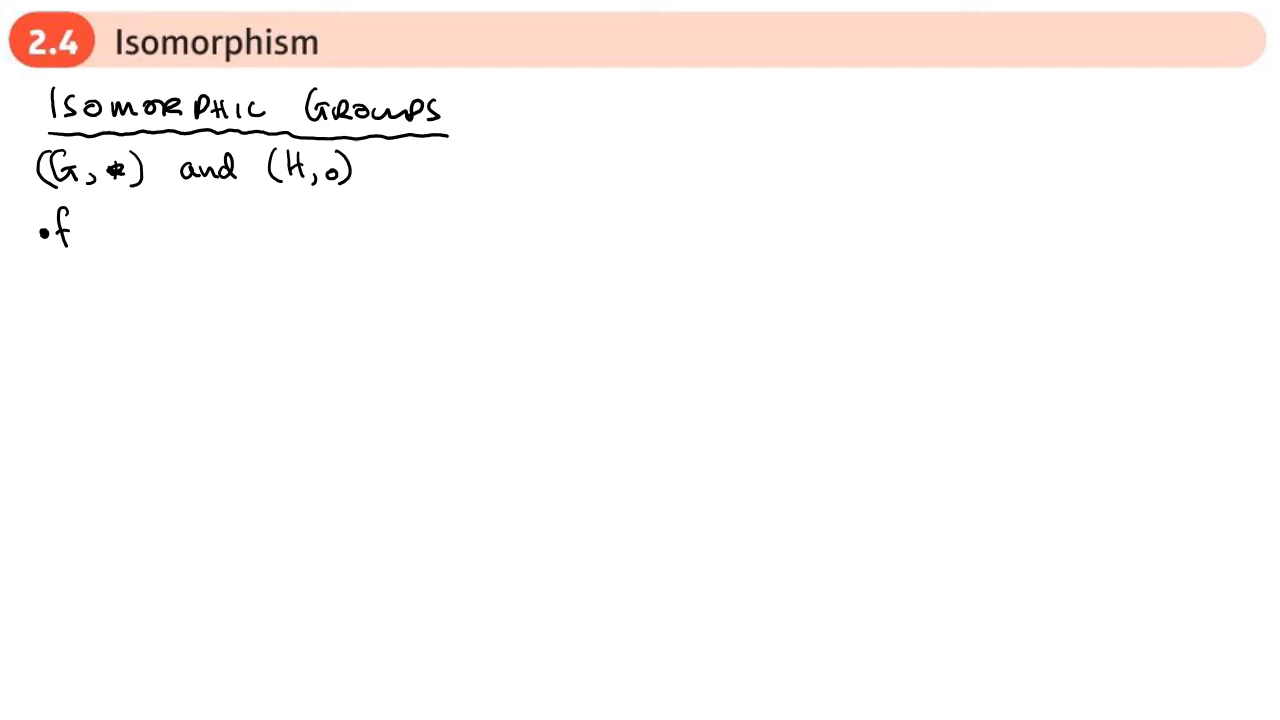 2.4 Isomorphism
ISOMORPHIC GROUPS
(G, *) and (H, ∘)
• f